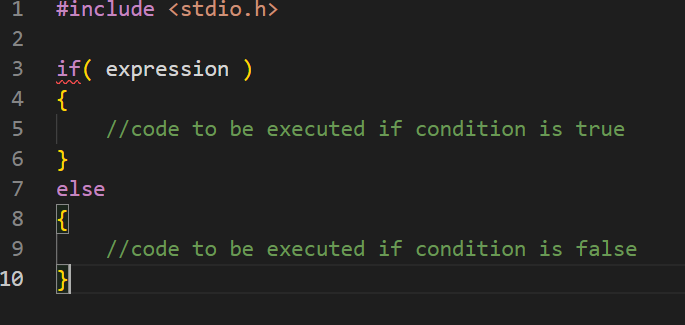 1 #include <stdio.h>
2
3 if( expression )
4 {
5     //code to be executed if condition is true
6 }
7 else
8 {
9     //code to be executed if condition is false
10 }